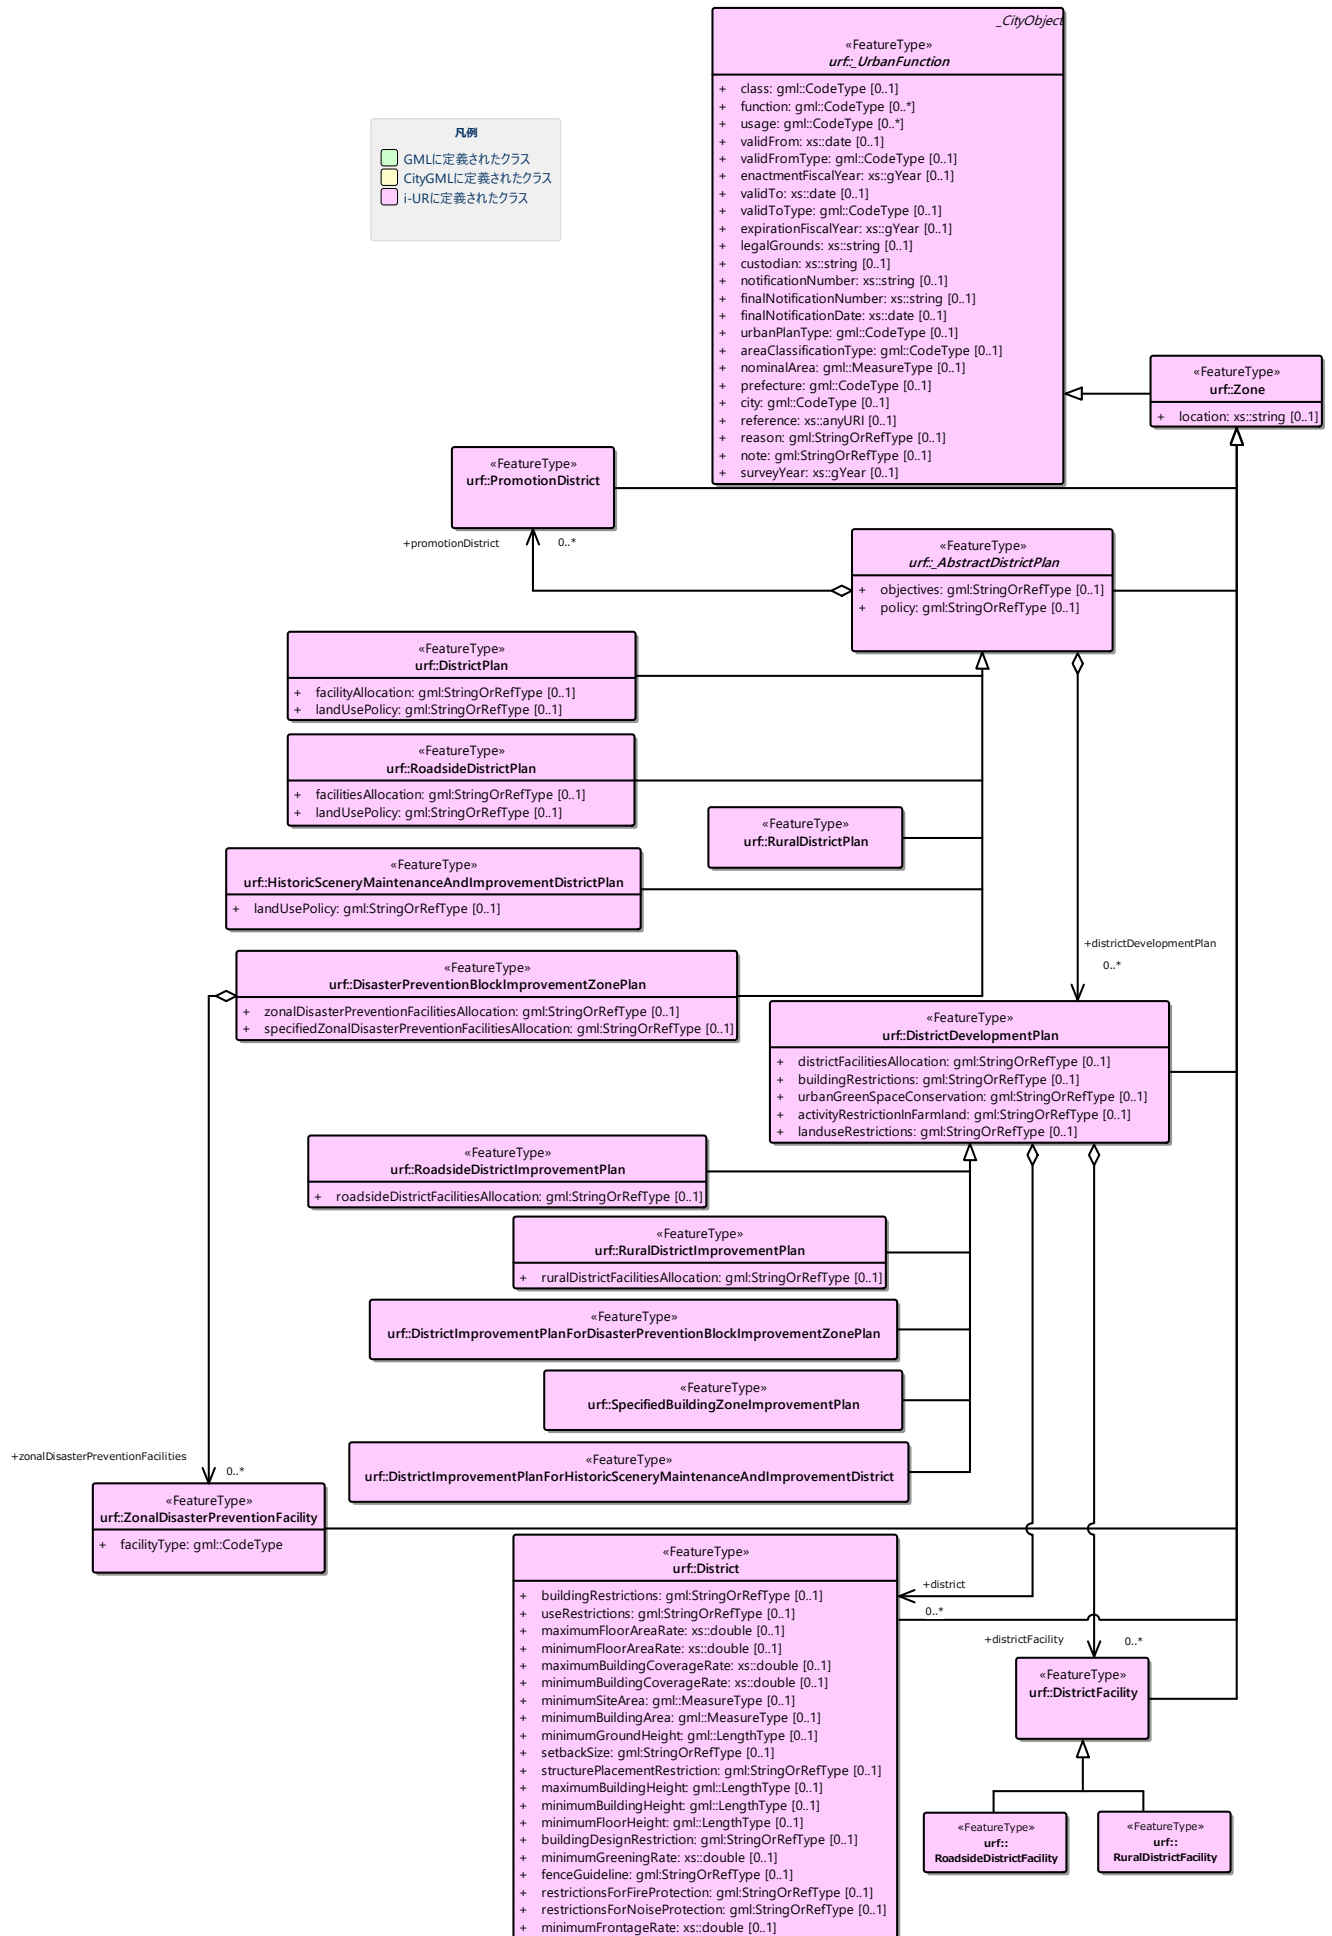 _CityObject
«FeatureType»
urf::_UrbanFunction
+ class: gml::CodeType [0..1]
+ function: gml::CodeType [0..*]
+ usage: gml::CodeType [0..*]
+ validFrom: xs::date [0..1]
+ validFromType: gml::CodeType [0..1]
+ enactmentFiscalYear: xs::gYear [0..1]
+ validTo: xs::date [0..1]
+ validToType: gml::CodeType [0..1]
+ expirationFiscalYear: xs::gYear [0..1]
+ legalGrounds: xs::string [0..1]
+ custodian: xs::string [0..1]
+ notificationNumber: xs::string [0..1]
+ finalNotificationNumber: xs::string [0..1]
+ finalNotificationDate: xs::date [0..1]
+ urbanPlanType: gml::CodeType [0..1]
+ areaClassificationType: gml::CodeType [0..1]
+ nominalArea: gml::MeasureType [0..1]
+ prefecture: gml::CodeType [0..1]
+ city: gml::CodeType [0..1]
+ reference: xs::anyURI [0..1]
+ reason: gml:StringOrRefType [0..1]
+ note: gml:StringOrRefType [0..1]
+ surveyYear: xs::gYear [0..1]
凡例
GMLに定義されたクラス
CityGMLに定義されたクラス
i-URに定義されたクラス
«FeatureType»
urf::Zone
+ location: xs::string [0..1]
«FeatureType»
urf::PromotionDistrict
+promotionDistrict
0..*
«FeatureType»
urf::_AbstractDistrictPlan
+ objectives: gml:StringOrRefType [0..1]
+ policy: gml:StringOrRefType [0..1]
«FeatureType»
urf::DistrictPlan
+ facilityAllocation: gml:StringOrRefType [0..1]
+ landUsePolicy: gml:StringOrRefType [0..1]
«FeatureType»
urf::RoadsideDistrictPlan
+ facilitiesAllocation: gml:StringOrRefType [0..1]
+ landUsePolicy: gml:StringOrRefType [0..1]
«FeatureType»
urf::RuralDistrictPlan
«FeatureType»
urf::HistoricSceneryMaintenanceAndImprovementDistrictPlan
+ landUsePolicy: gml:StringOrRefType [0..1]
+districtDevelopmentPlan
0..*
«FeatureType»
urf::DisasterPreventionBlockImprovementZonePlan
+ zonalDisasterPreventionFacilitiesAllocation: gml:StringOrRefType [0..1]
+ specifiedZonalDisasterPreventionFacilitiesAllocation: gml:StringOrRefType [0..1]
«FeatureType»
urf::DistrictDevelopmentPlan
+ districtFacilitiesAllocation: gml:StringOrRefType [0..1]
+ buildingRestrictions: gml:StringOrRefType [0..1]
+ urbanGreenSpaceConservation: gml:StringOrRefType [0..1]
+ activityRestrictionInFarmland: gml:StringOrRefType [0..1]
+ landuseRestrictions: gml:StringOrRefType [0..1]
«FeatureType»
urf::RoadsideDistrictImprovementPlan
+ roadsideDistrictFacilitiesAllocation: gml:StringOrRefType [0..1]
«FeatureType»
urf::RuralDistrictImprovementPlan
+ ruralDistrictFacilitiesAllocation: gml:StringOrRefType [0..1]
«FeatureType»
urf::DistrictImprovementPlanForDisasterPreventionBlockImprovementZonePlan
«FeatureType»
urf::SpecifiedBuildingZoneImprovementPlan
«FeatureType»
urf::DistrictImprovementPlanForHistoricSceneryMaintenanceAndImprovementDistrict
+zonalDisasterPreventionFacilities
0..*
«FeatureType»
urf::ZonalDisasterPreventionFacility
+ facilityType: gml::CodeType
«FeatureType»
urf::District
+ buildingRestrictions: gml:StringOrRefType [0..1]
+ useRestrictions: gml:StringOrRefType [0..1]
+ maximumFloorAreaRate: xs::double [0..1]
+ minimumFloorAreaRate: xs::double [0..1]
+ maximumBuildingCoverageRate: xs::double [0..1]
+ minimumBuildingCoverageRate: xs::double [0..1]
+ minimumSiteArea: gml::MeasureType [0..1]
+ minimumBuildingArea: gml::MeasureType [0..1]
+ minimumGroundHeight: gml::LengthType [0..1]
+ setbackSize: gml:StringOrRefType [0..1]
+ structurePlacementRestriction: gml:StringOrRefType [0..1]
+ maximumBuildingHeight: gml::LengthType [0..1]
+ minimumBuildingHeight: gml::LengthType [0..1]
+ minimumFloorHeight: gml::LengthType [0..1]
+ buildingDesignRestriction: gml:StringOrRefType [0..1]
+ minimumGreeningRate: xs::double [0..1]
+ fenceGuideline: gml:StringOrRefType [0..1]
+ restrictionsForFireProtection: gml:StringOrRefType [0..1]
+ restrictionsForNoiseProtection: gml:StringOrRefType [0..1]
+ minimumFrontageRate: xs::double [0..1]
+district
0..*
+districtFacility
0..*
«FeatureType»
urf::DistrictFacility
«FeatureType»
urf::
RoadsideDistrictFacility
«FeatureType»
urf::
RuralDistrictFacility